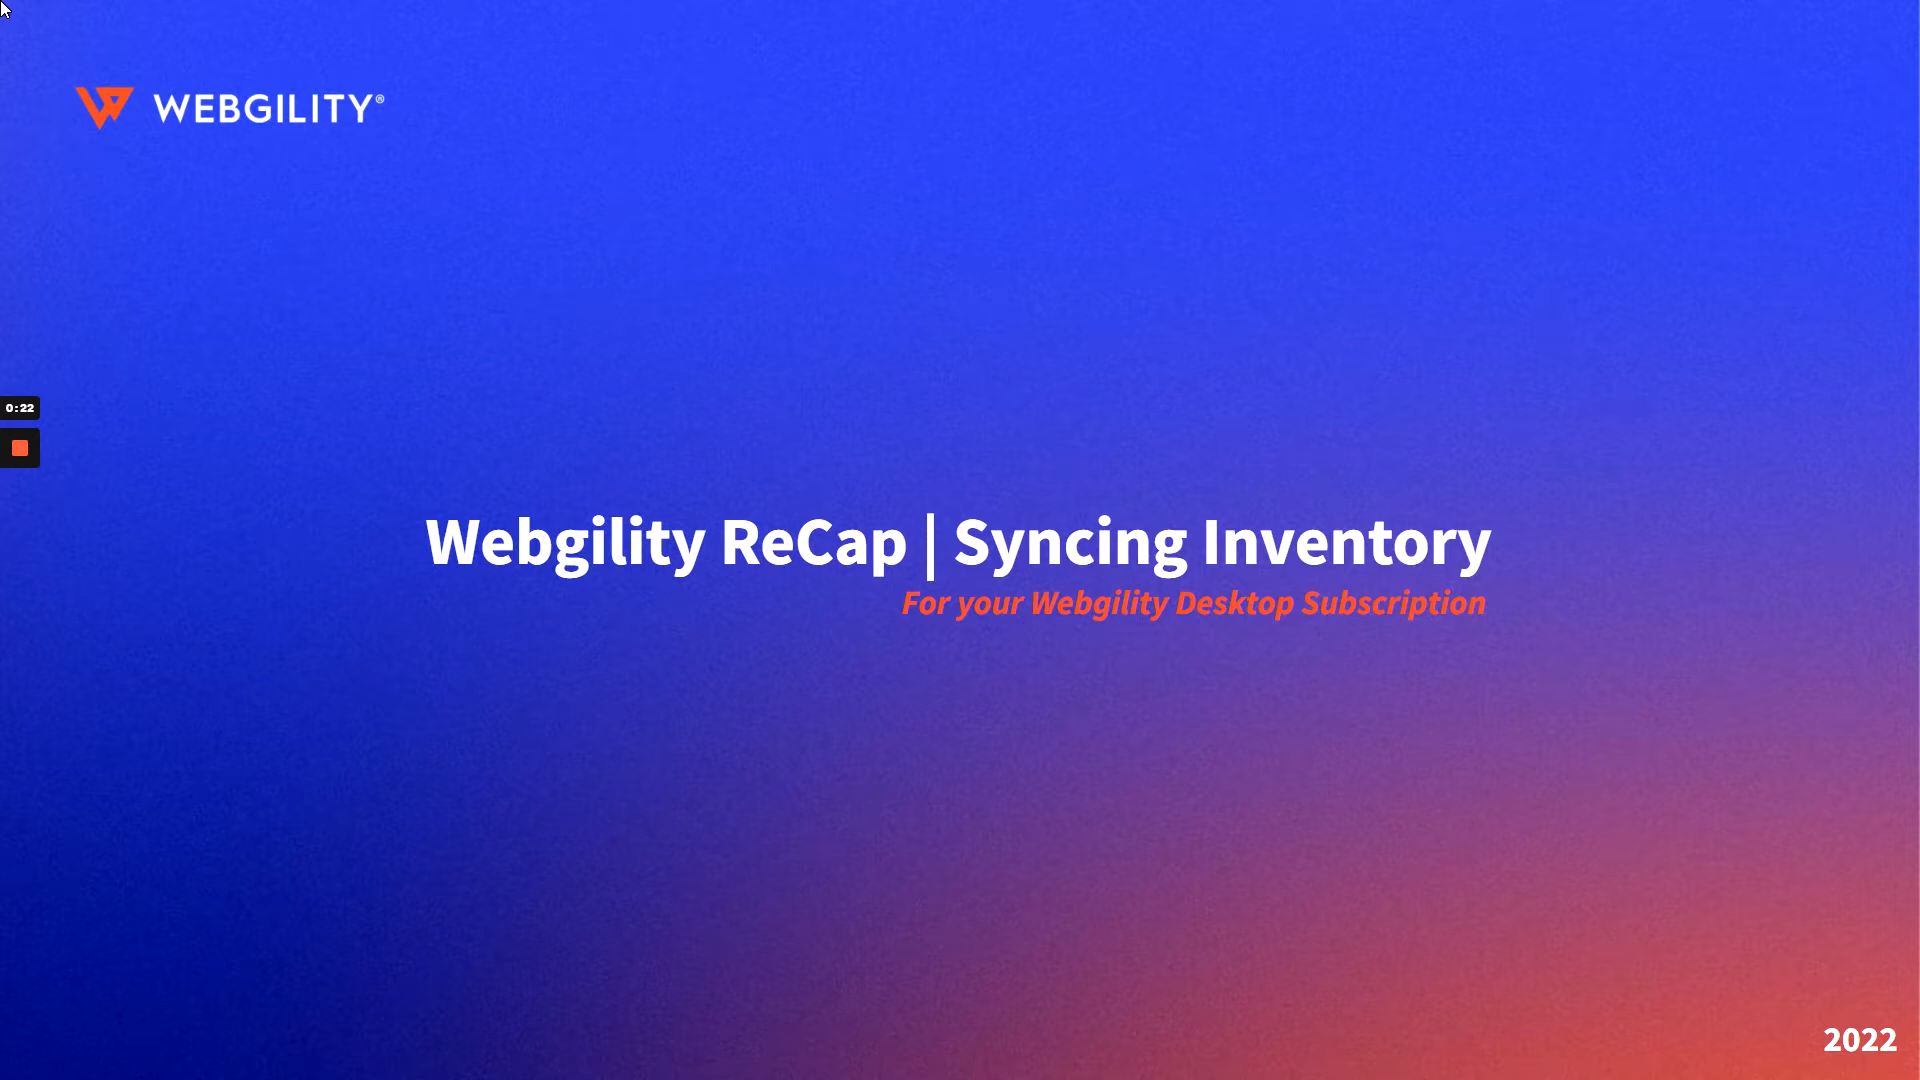 WEBGILITY®
0:22
Webgility ReCap | Syncing Inventory
For your Webgility Desktop Subscription
2022